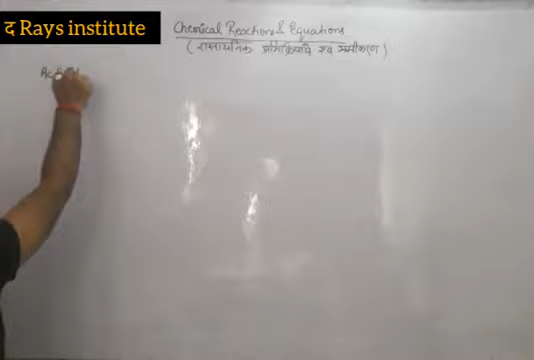 द Rays institute
Chemical Reactions & Equations
(रासायनिक अभिक्रियाएँ एवं समीकरण)